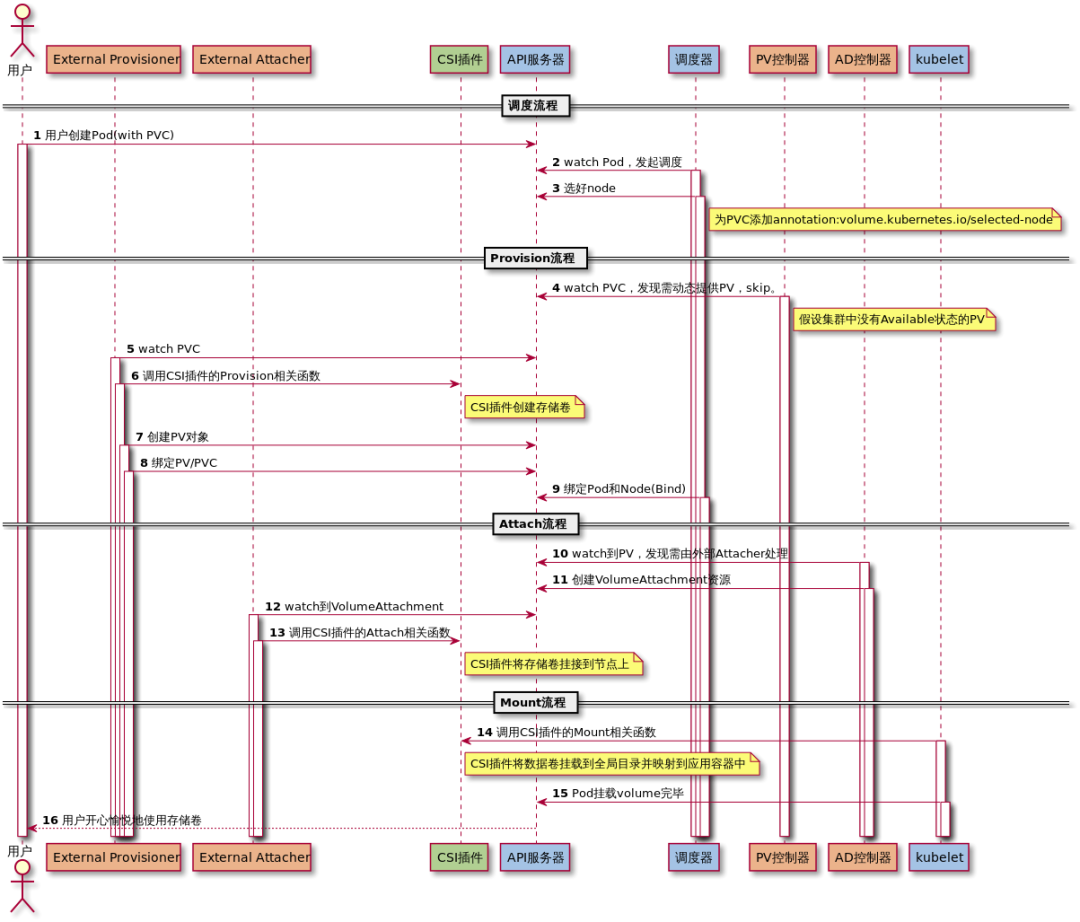 用户
External Provisioner
External Attacher
CSI插件
API服务器
调度器
PV控制器
AD控制器
kubelet
调度流程
1 用户创建Pod(with PVC)
2 watch Pod，发起调度
3 选好node
为PVC添加annotation:volume.kubernetes.io/selected-node
Provision流程
4 watch PVC，发现需动态提供PV，skip。
假设集群中没有Available状态的PV
5 watch PVC
6 调用CSI插件的Provision相关函数
CSI插件创建存储卷
7 创建PV对象
8 绑定PV/PVC
9 绑定Pod和Node(Bind)
Attach流程
10 watch到PV，发现需由外部Attacher处理
11 创建VolumeAttachment资源
12 watch到VolumeAttachment
13 调用CSI插件的Attach相关函数
CSI插件将存储卷挂接到节点上
Mount流程
14 调用CSI插件的Mount相关函数
CSI插件将数据卷挂载到全局目录并映射到应用容器中
15 Pod挂载volume完毕
16 用户开心愉悦地使用存储卷
用户
External Provisioner
External Attacher
CSI插件
API服务器
调度器
PV控制器
AD控制器
kubelet